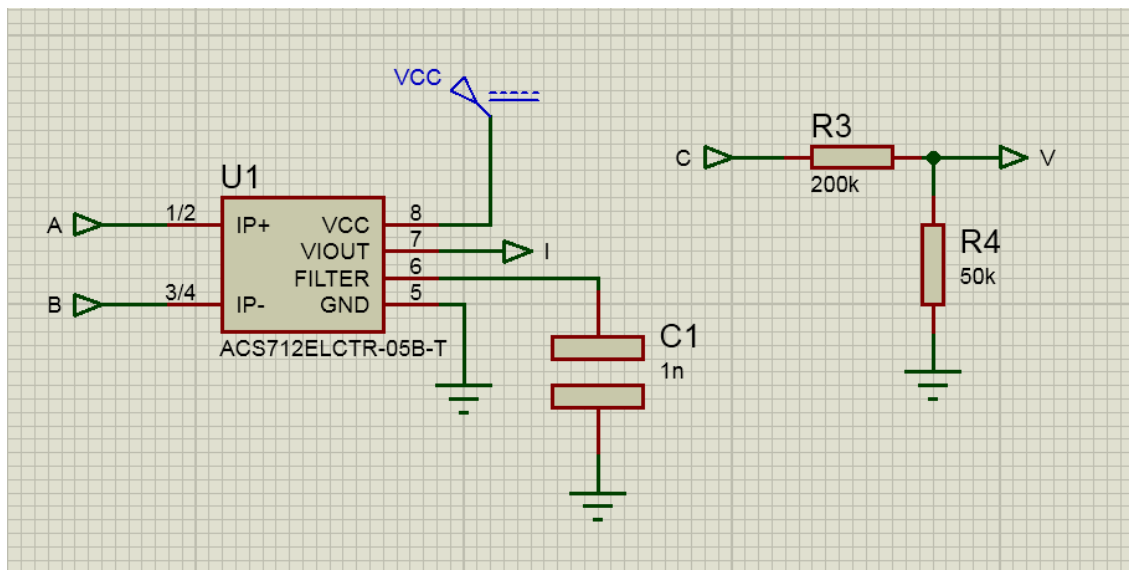 VCC
R3
C
V
200k
U1
A
1/2
IP+
VCC
8
VIOUT
7
I
FILTER
6
B
3/4
IP-
GND
5
ACS712ELCTR-05B-T
R4
50k
C1
1n